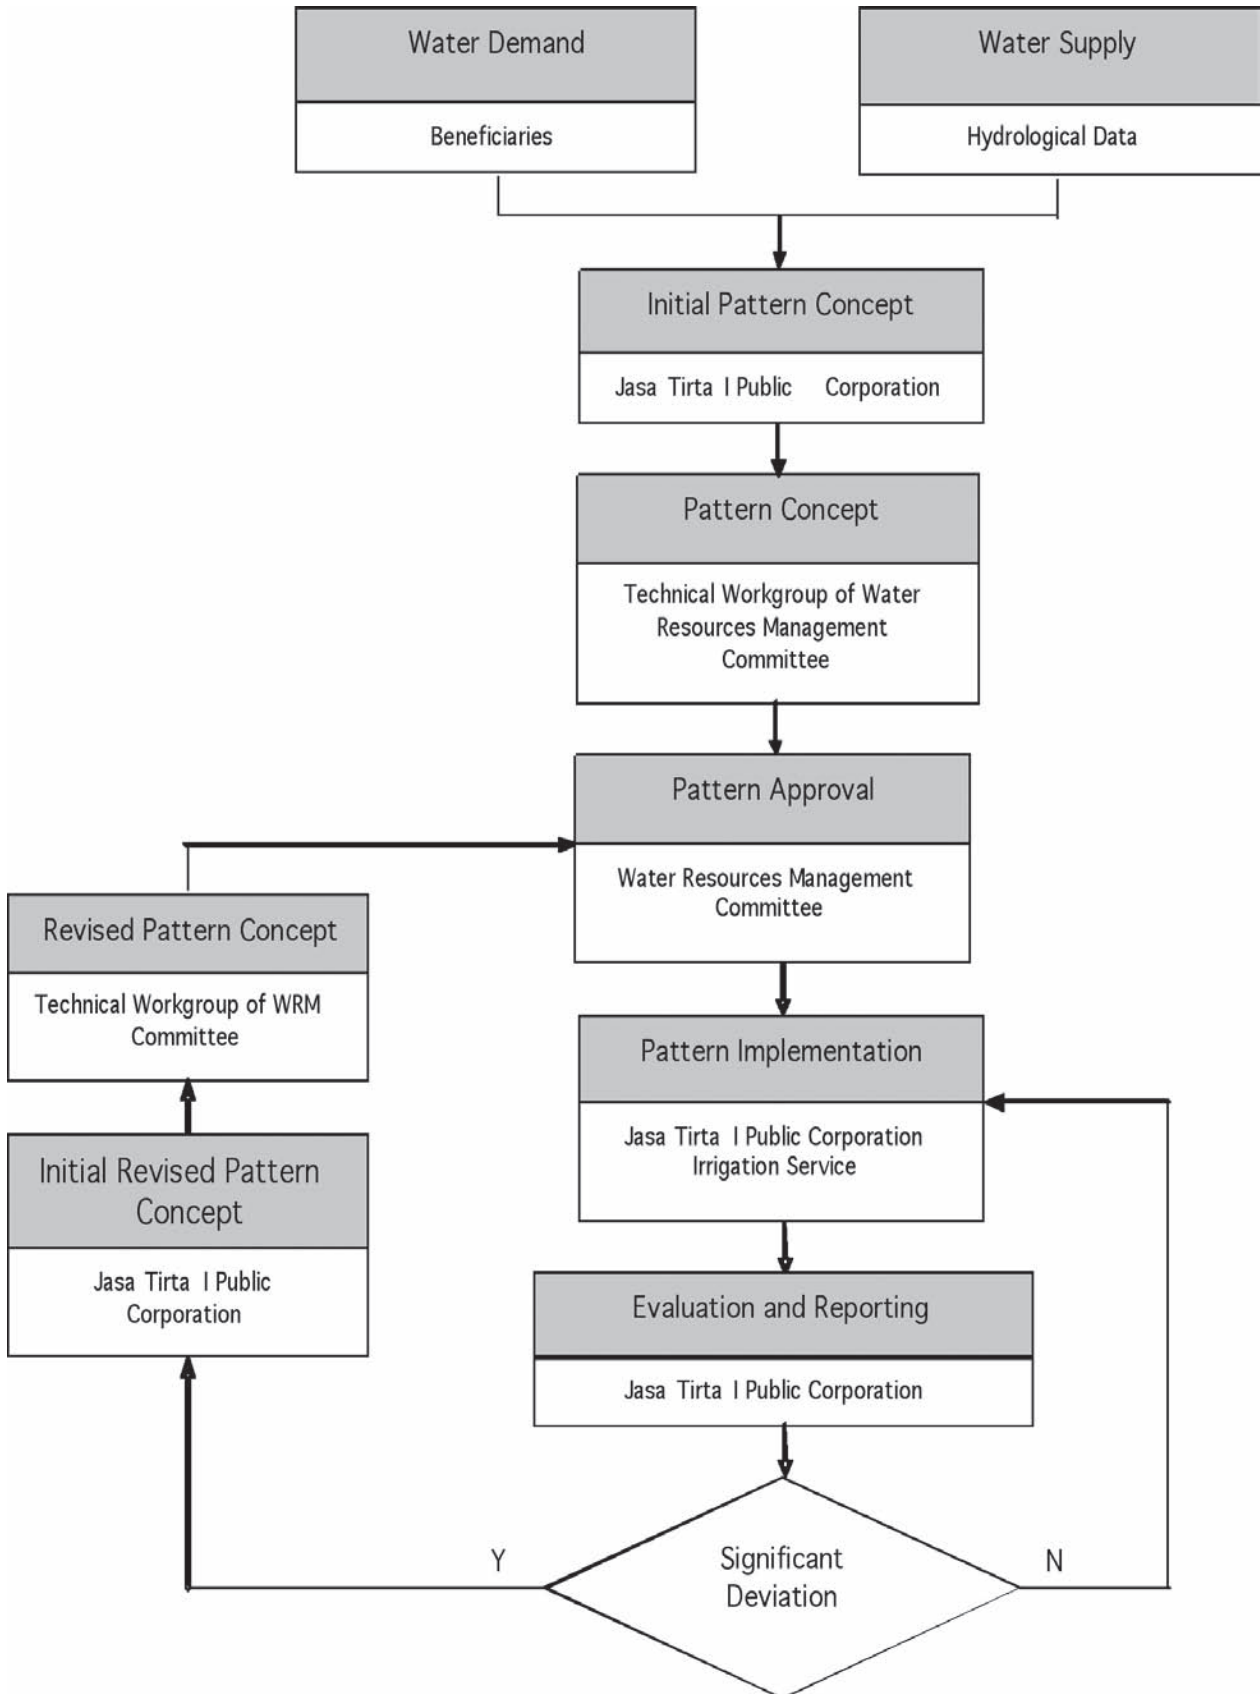 Water Demand
Beneficiaries
Water Supply
Hydrological Data
Initial Pattern Concept
Jasa Tirta I Public Corporation
Pattern Concept
Technical Workgroup of Water
Resources Management
Committee
Pattern Approval
Water Resources Management
Committee
Revised Pattern Concept
Technical Workgroup of WRM
Committee
Pattern Implementation
Jasa Tirta I Public Corporation
Irrigation Service
Initial Revised Pattern
Concept
Jasa Tirta I Public
Corporation
Evaluation and Reporting
Jasa Tirta I Public Corporation
Y
Significant
Deviation
N